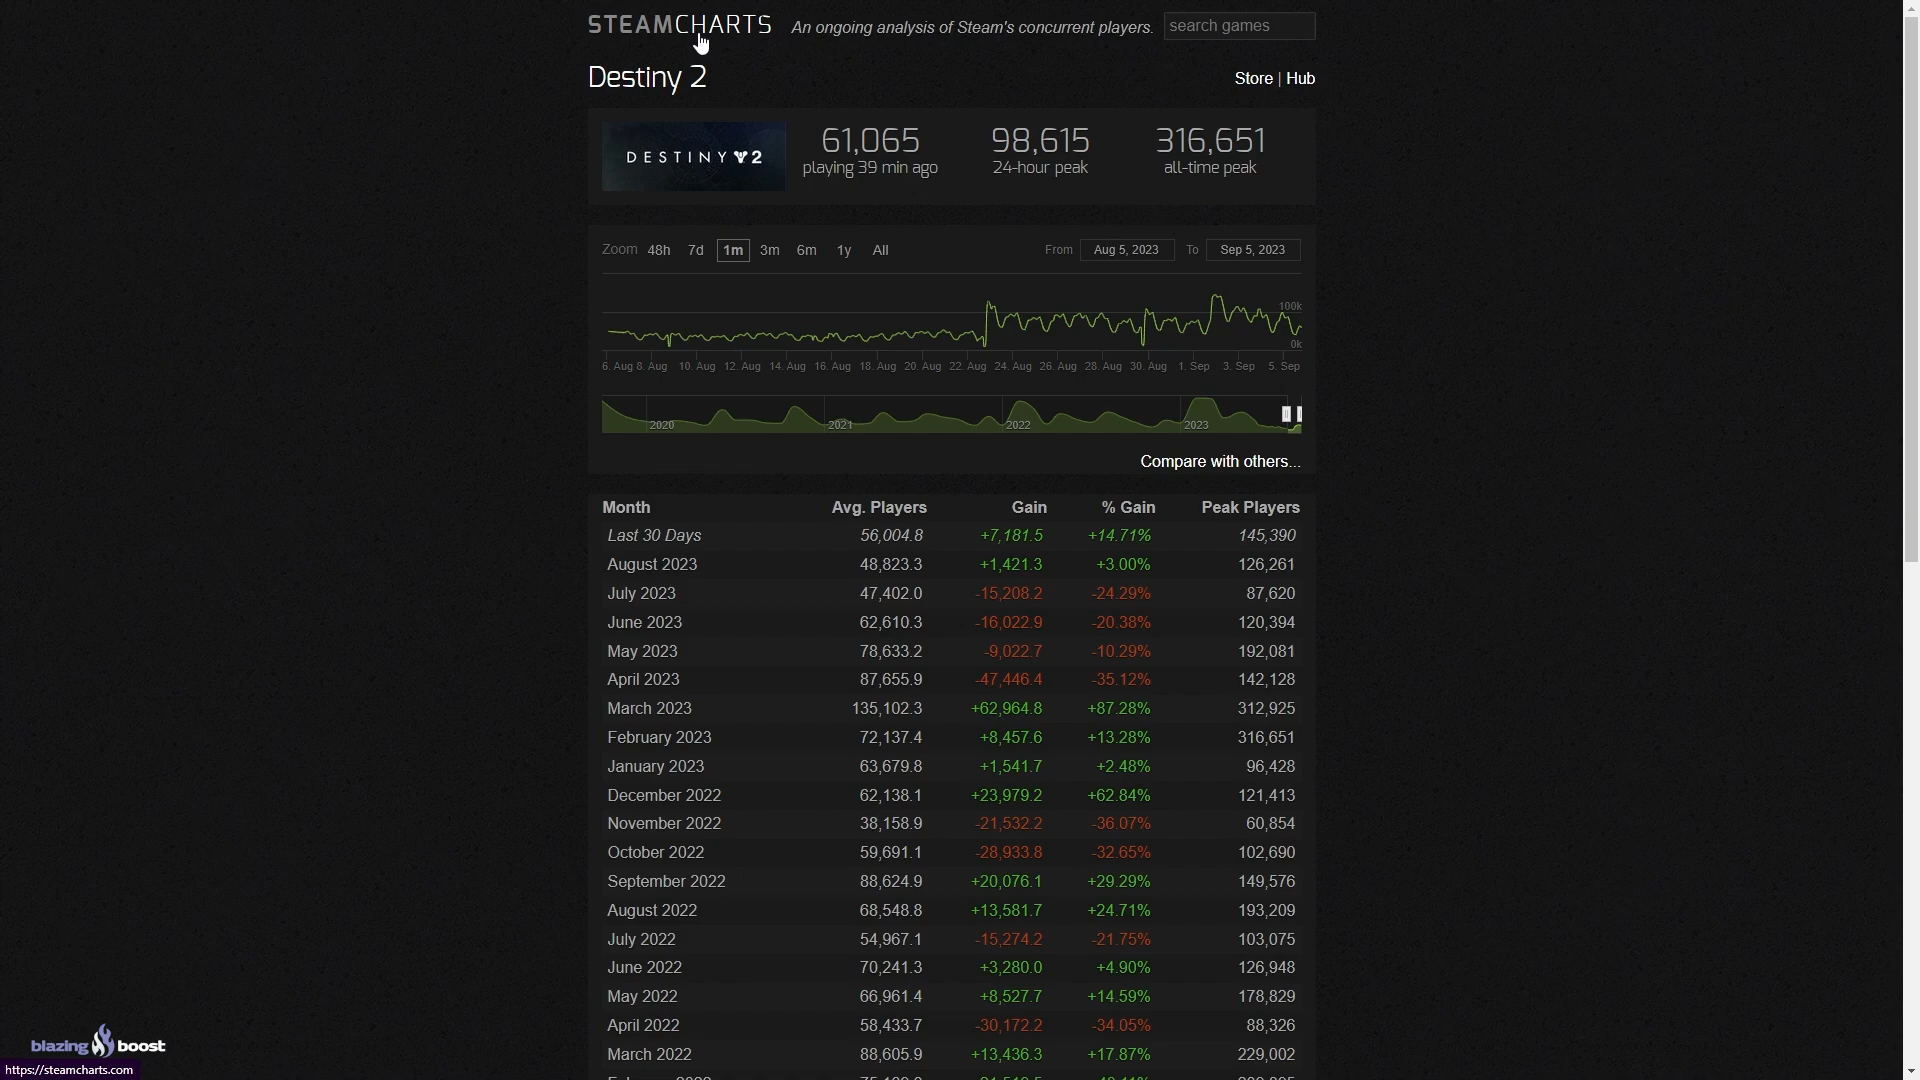 STEAMCHARTS An ongoing analysis of Steam's concurrent players. search games
Destiny 2 Store | Hub
DESTINY 2
61,065 98,615 316,651
playing 39 min ago 24-hour peak all-time peak
Zoom 48h 7d 1m 3m 6m 1y All From Aug 5, 2023 To Sep 5, 2023
100k
0k
6. Aug 8. Aug 10. Aug 12. Aug 14. Aug 16. Aug 18. Aug 20. Aug 22. Aug 24. Aug 26. Aug 28. Aug 30. Aug 1. Sep 3. Sep 5. Sep
2020 2021 2022 2023
Compare with others...
Month Avg. Players Gain % Gain Peak Players
Last 30 Days 56,004.8 +7,181.5 +14.71% 145,390
August 2023 48,823.3 +1,421.3 +3.00% 126,261
July 2023 47,402.0 -15,208.2 -24.29% 87,620
June 2023 62,610.3 -16,022.9 -20.38% 120,394
May 2023 78,633.2 -9,022.7 -10.29% 192,081
April 2023 87,655.9 -47,446.4 -35.12% 142,128
March 2023 135,102.3 +62,964.8 +87.28% 312,925
February 2023 72,137.4 +8,457.6 +13.28% 316,651
January 2023 63,679.8 +1,541.7 +2.48% 96,428
December 2022 62,138.1 +23,979.2 +62.84% 121,413
November 2022 38,158.9 -21,532.2 -36.07% 60,854
October 2022 59,691.1 -28,933.8 -32.65% 102,690
September 2022 88,624.9 +20,076.1 +29.29% 149,576
August 2022 68,548.8 +13,581.7 +24.71% 193,209
July 2022 54,967.1 -15,274.2 -21.75% 103,075
June 2022 70,241.3 +3,280.0 +4.90% 126,948
May 2022 66,961.4 +8,527.7 +14.59% 178,829
April 2022 58,433.7 -30,172.2 -34.05% 88,326
March 2022 88,605.9 +13,436.3 +17.87% 229,002
blazing boost
https://steamcharts.com